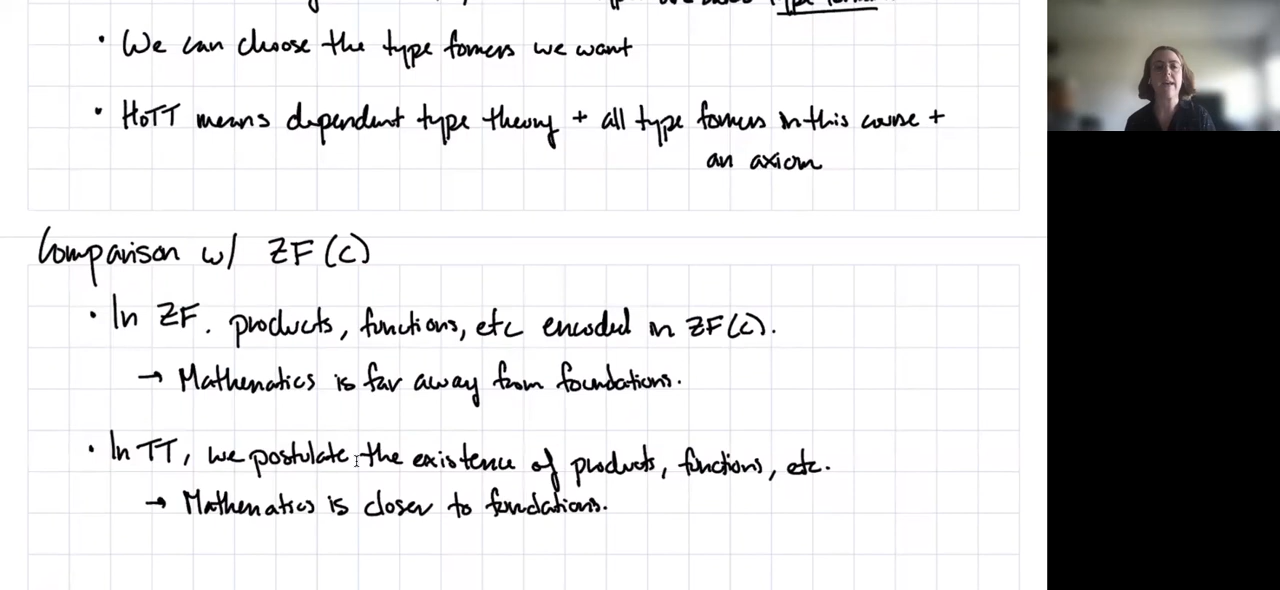 • We can choose the type formers we want
• HoTT means dependent type theory + all type formers in this course +
an axiom
Comparison w/ ZF(C)
• In ZF. products, functions, etc encoded in ZF(C).
→ Mathematics is far away from foundations.
• In TT, we postulate the existence of products, functions, etc.
→ Mathematics is closer to foundations.